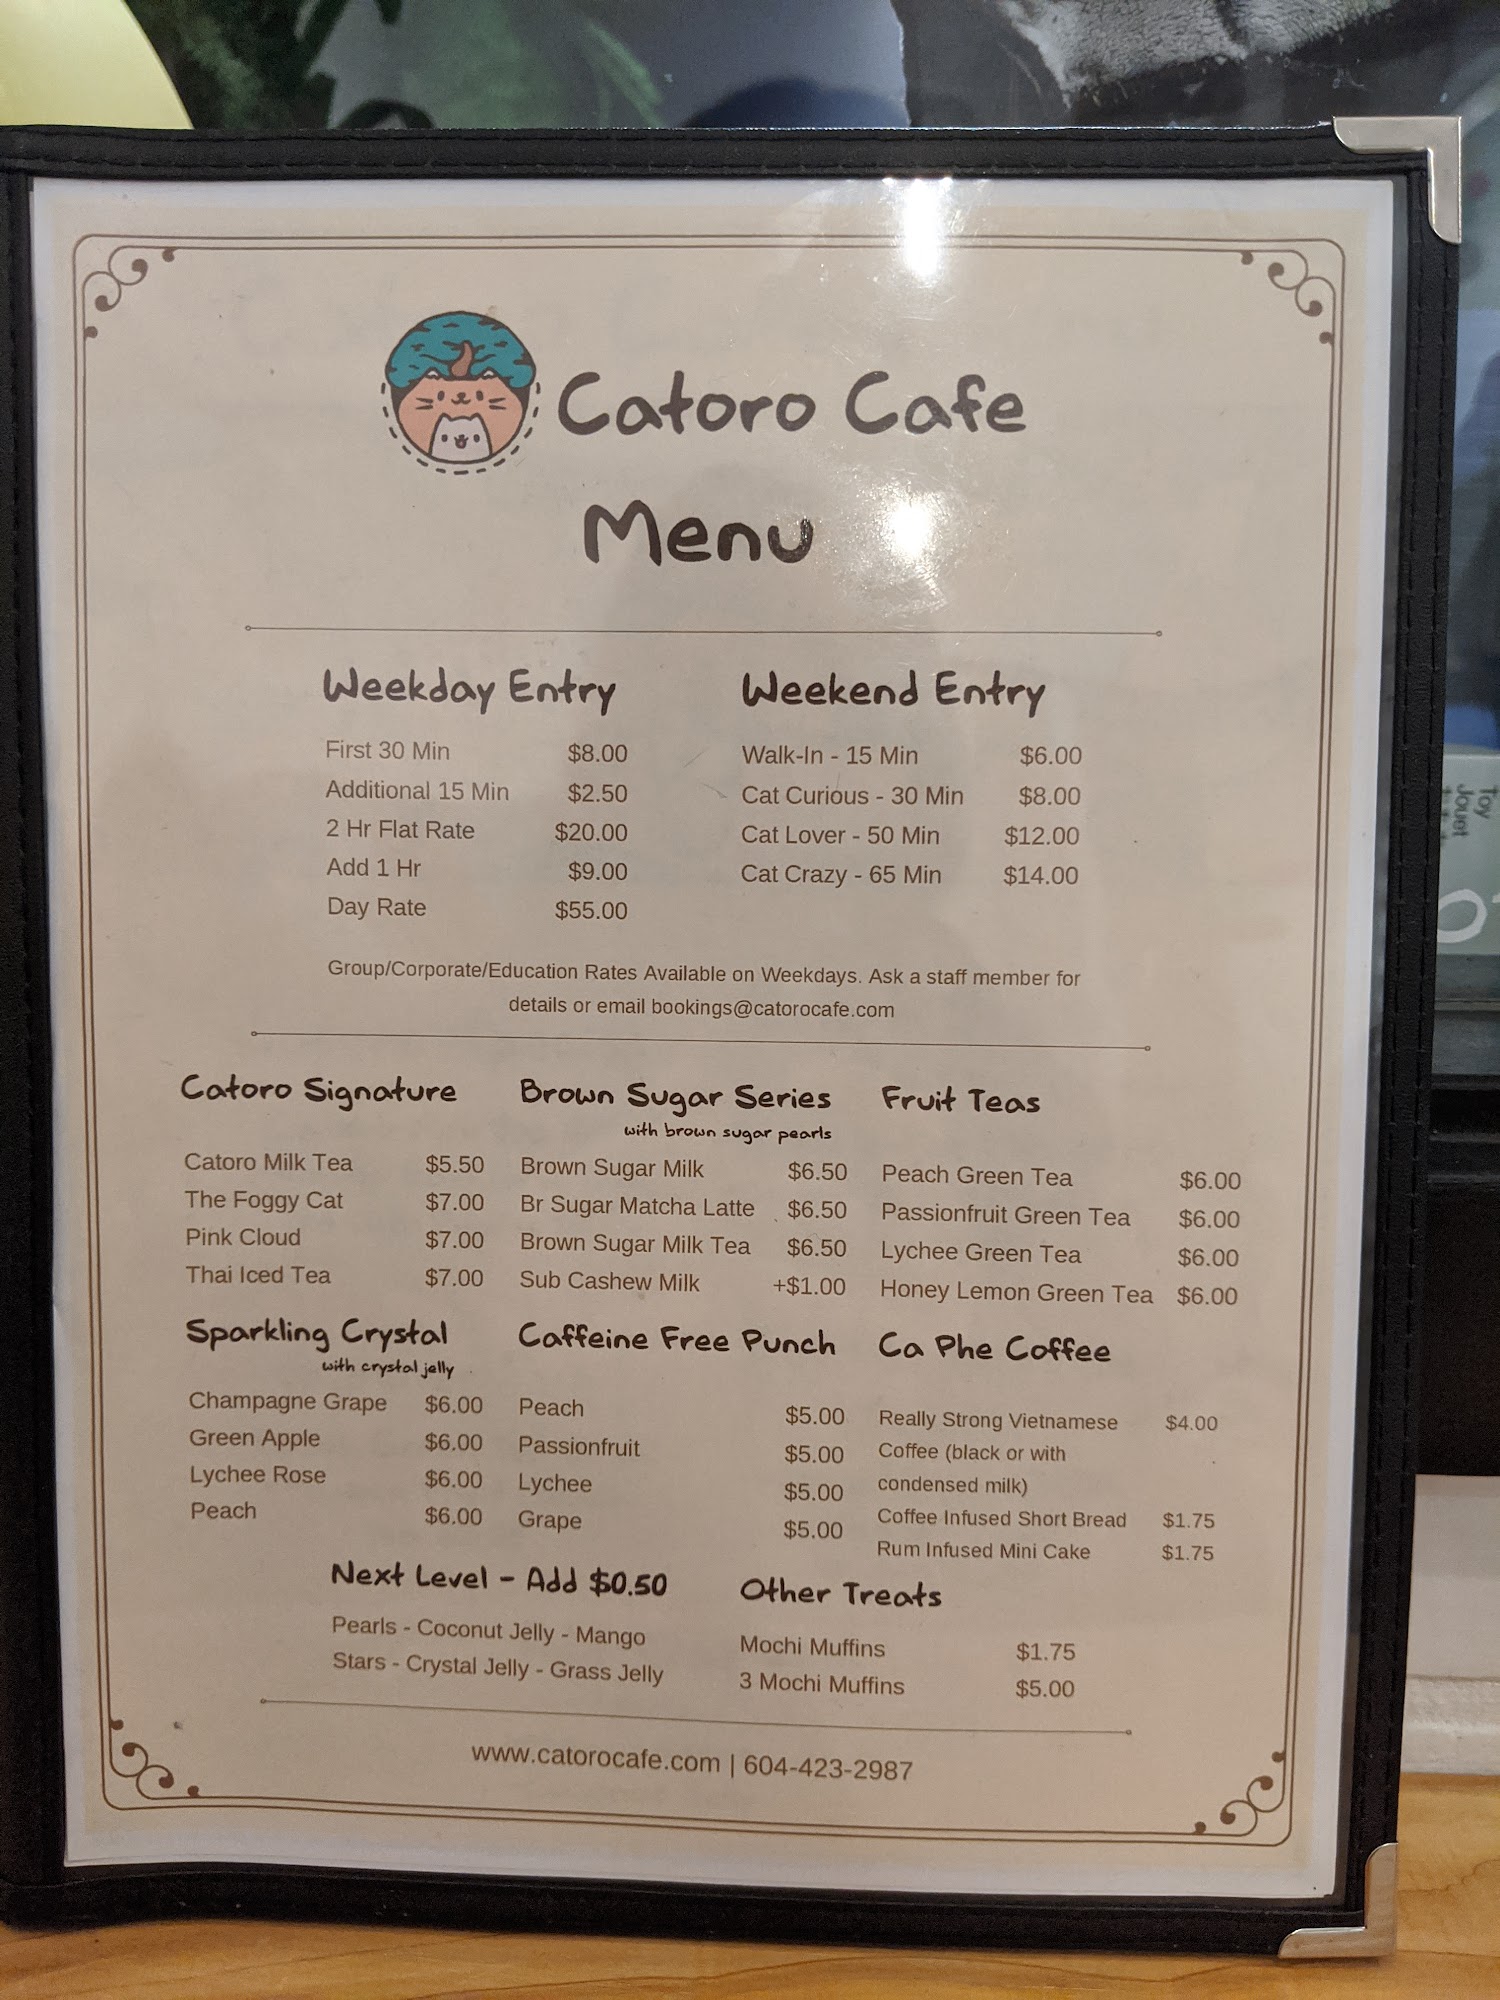 Catoro Cafe
Menu
Weekday Entry
First 30 Min $8.00
Additional 15 Min $2.50
2 Hr Flat Rate $20.00
Add 1 Hr $9.00
Day Rate $55.00
Weekend Entry
Walk-In - 15 Min $6.00
Cat Curious - 30 Min $8.00
Cat Lover - 50 Min $12.00
Cat Crazy - 65 Min $14.00
Group/Corporate/Education Rates Available on Weekdays. Ask a staff member for
details or email bookings@catorocafe.com
Catoro Signature
Catoro Milk Tea $5.50
The Foggy Cat $7.00
Pink Cloud $7.00
Thai Iced Tea $7.00
Brown Sugar Series
with brown sugar pearls
Brown Sugar Milk $6.50
Br Sugar Matcha Latte $6.50
Brown Sugar Milk Tea $6.50
Sub Cashew Milk +$1.00
Fruit Teas
Peach Green Tea $6.00
Passionfruit Green Tea $6.00
Lychee Green Tea $6.00
Honey Lemon Green Tea $6.00
Sparkling Crystal
with crystal jelly
Champagne Grape $6.00
Green Apple $6.00
Lychee Rose $6.00
Peach $6.00
Caffeine Free Punch
Peach $5.00
Passionfruit $5.00
Lychee $5.00
Grape $5.00
Ca Phe Coffee
Really Strong Vietnamese $4.00
Coffee (black or with
condensed milk)
Coffee Infused Short Bread $1.75
Rum Infused Mini Cake $1.75
Next Level - Add $0.50
Pearls - Coconut Jelly - Mango
Stars - Crystal Jelly - Grass Jelly
Other Treats
Mochi Muffins $1.75
3 Mochi Muffins $5.00
www.catorocafe.com | 604-423-2987
Toy
Jouet